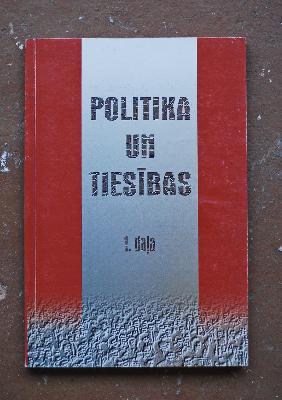 POLITIKA
UN
TIESĪBAS
1. daļa